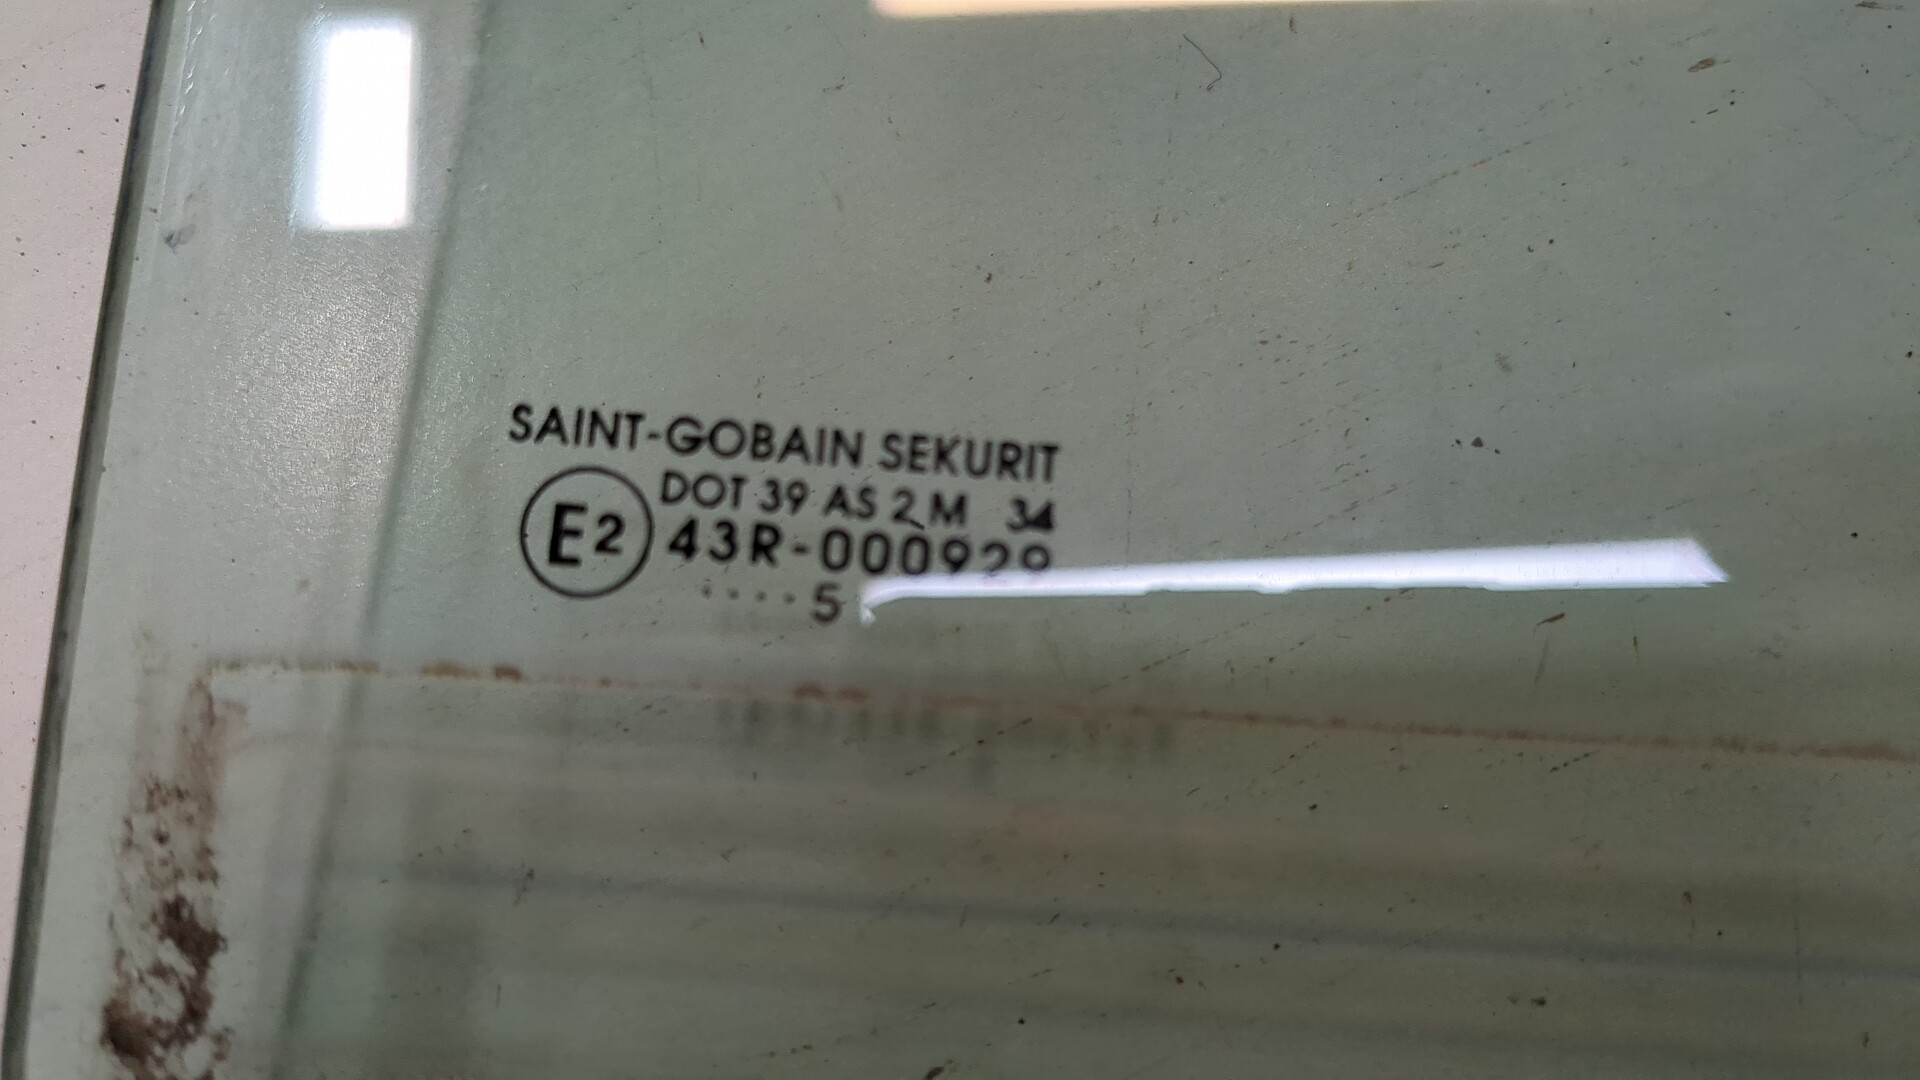 SAINT-GOBAIN SEKURIT
DOT 39 AS 2 M 34
E2 43R-000929
....5